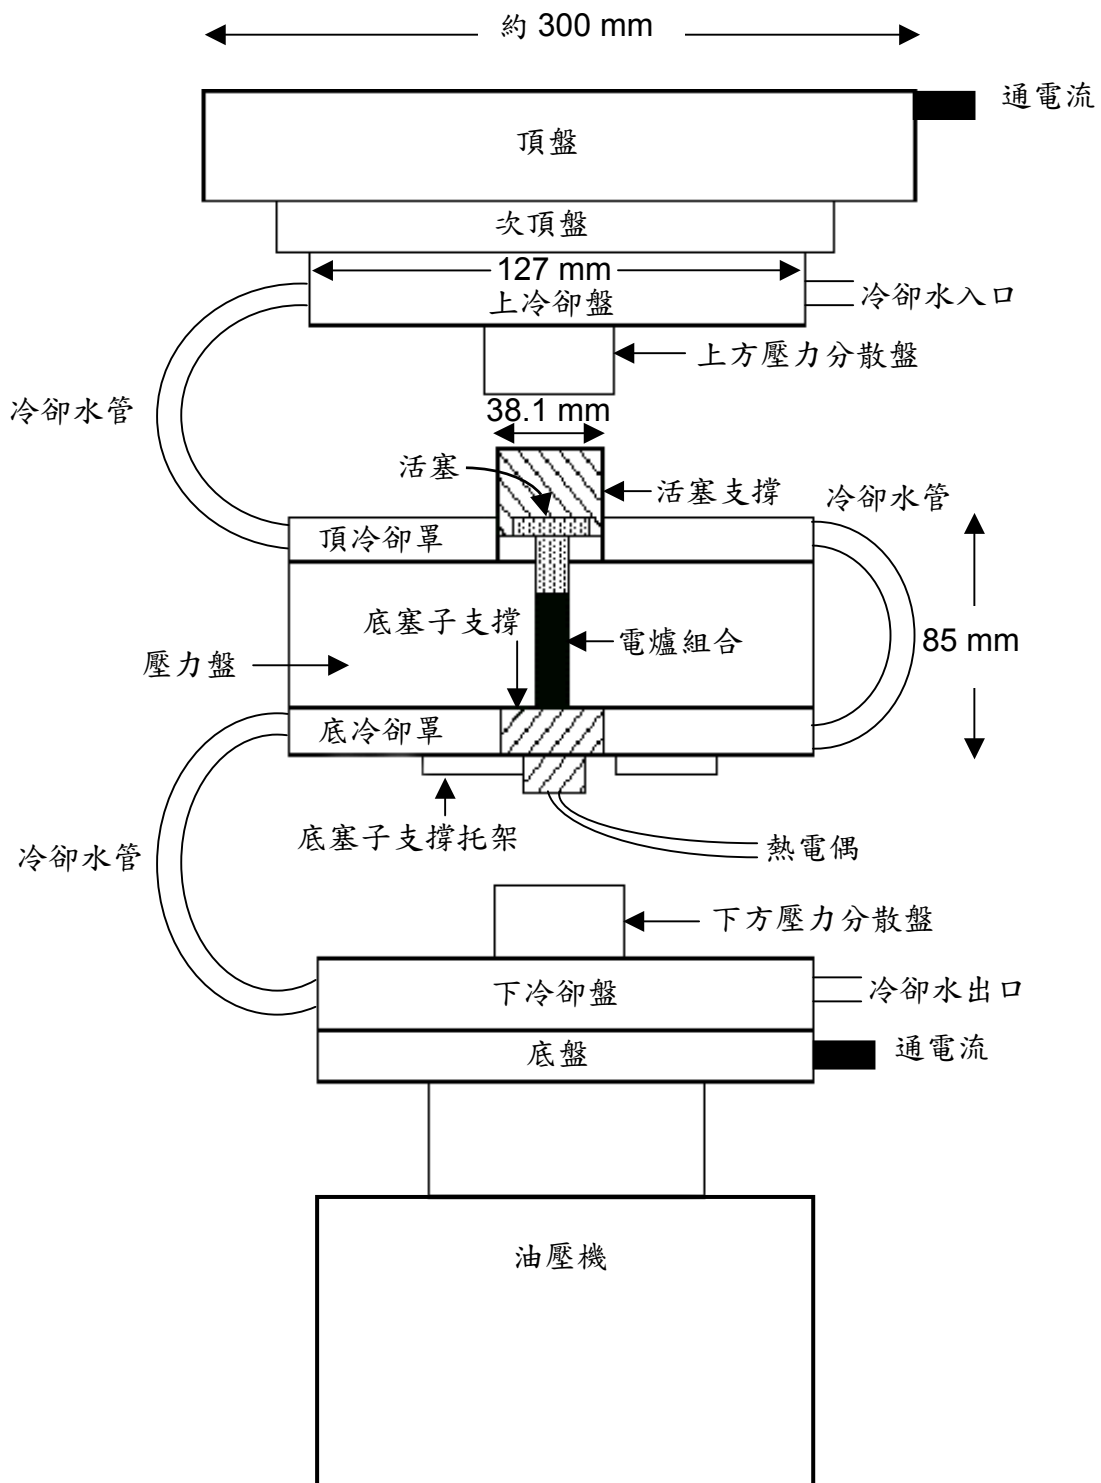 約 300 mm
通電流
頂盤
次頂盤
127 mm
上冷卻盤
冷卻水入口
上方壓力分散盤
冷卻水管
38.1 mm
活塞
活塞支撐
冷卻水管
頂冷卻罩
底塞子支撐
電爐組合
85 mm
壓力盤
底冷卻罩
底塞子支撐托架
熱電偶
冷卻水管
下方壓力分散盤
下冷卻盤
冷卻水出口
底盤
通電流
油壓機